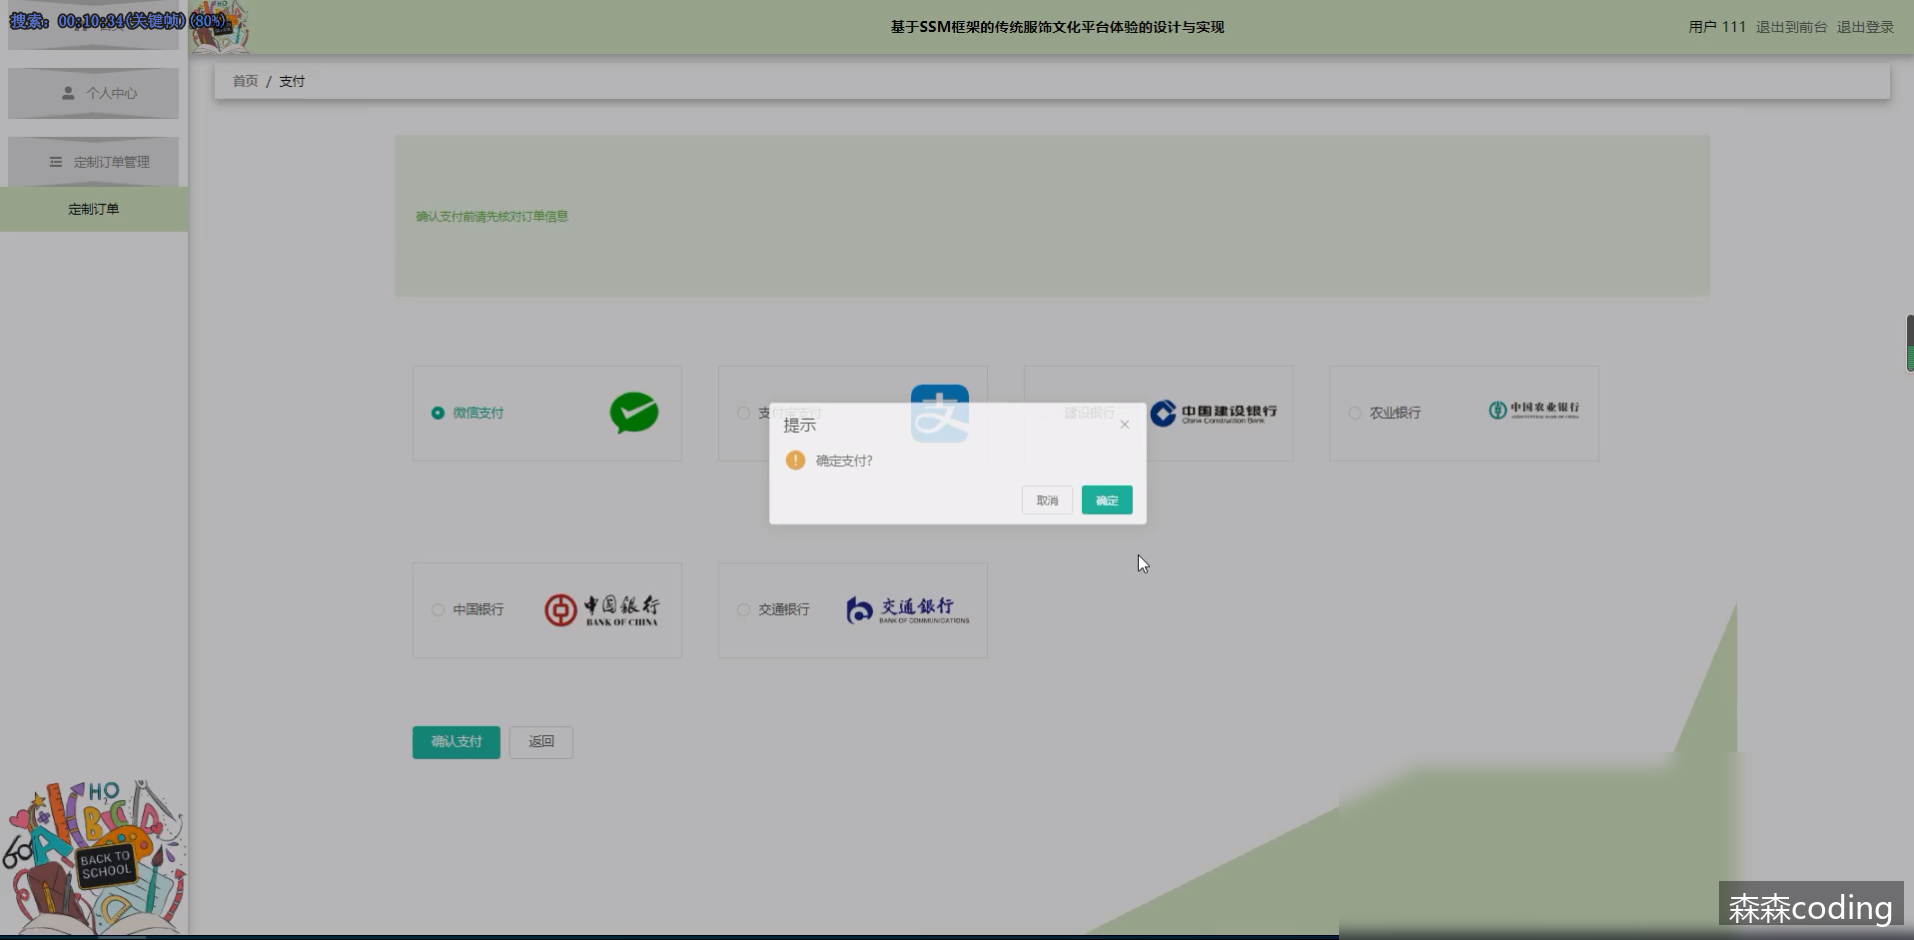 搜索: 00:10:34(关键帧) (80%)
基于SSM框架的传统服饰文化平台体验的设计与实现
用户 111 退出到前台 退出登录
首页 / 支付
个人中心
定制订单管理
定制订单
确认支付前请先核对订单信息
微信支付
支付宝支付
建设银行
中国建设银行
China Construction Bank
农业银行
中国农业银行
AGRICULTURAL BANK OF CHINA
提示
确定支付?
取消
确定
中国银行
中国银行
BANK OF CHINA
交通银行
交通银行
BANK OF COMMUNICATIONS
确认支付
返回
BACK TO
SCHOOL
森森coding